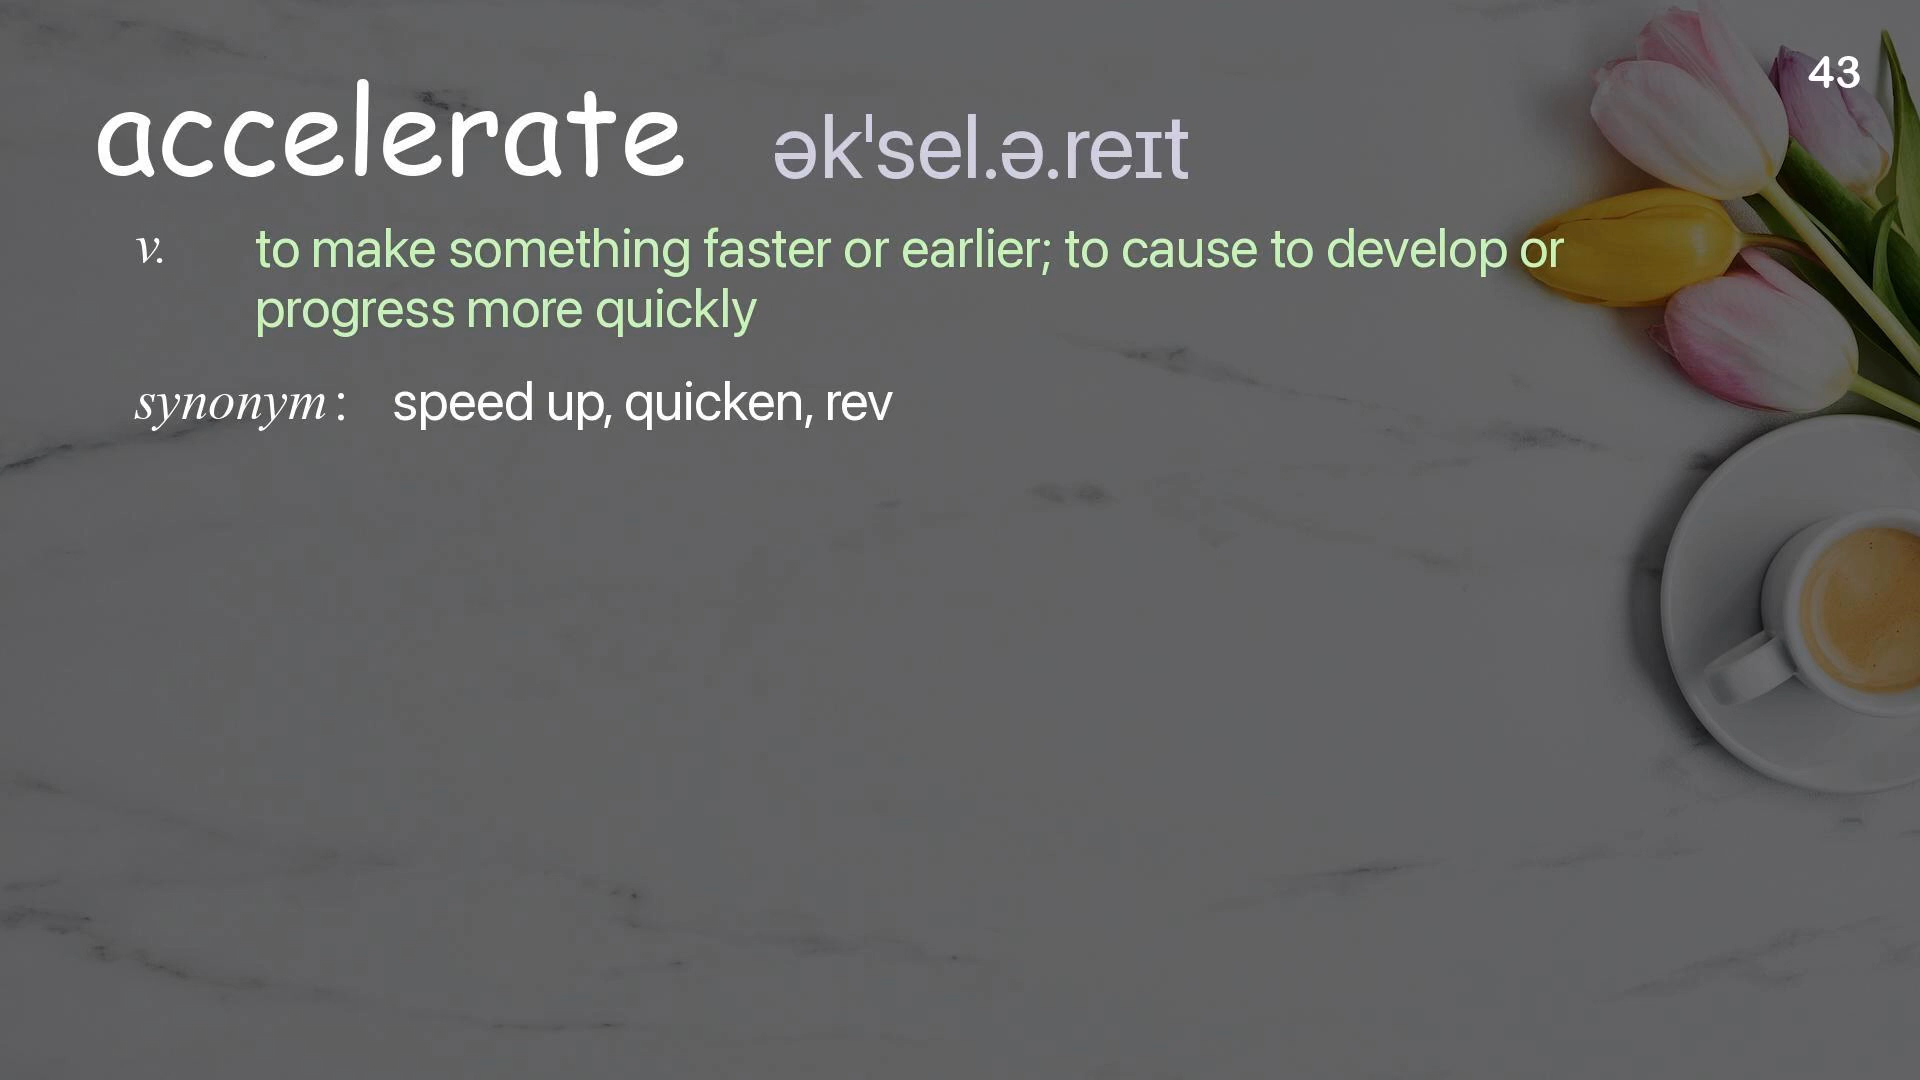 43
accelerate əkˈsel.ə.reɪt
v. to make something faster or earlier; to cause to develop or
progress more quickly
synonym : speed up, quicken, rev